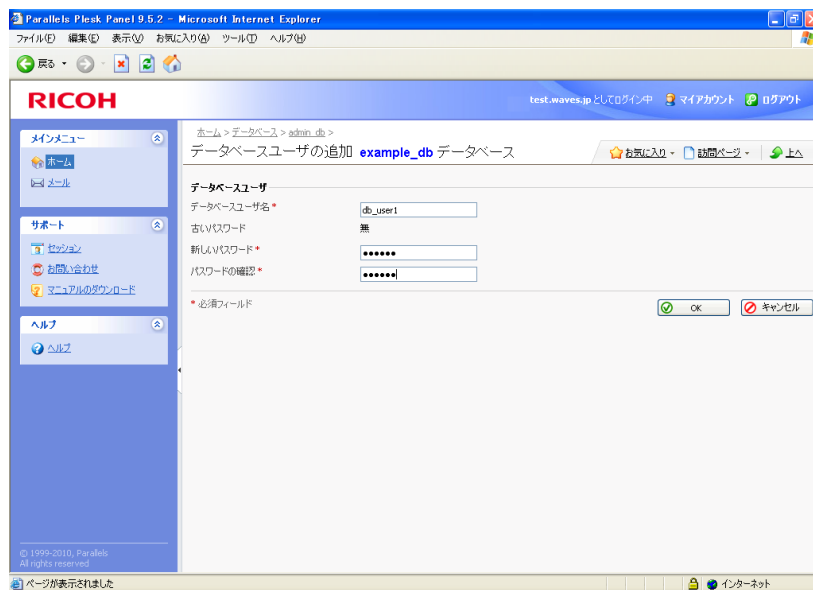 Parallels Plesk Panel 9.5.2 - Microsoft Internet Explorer
ファイル(F) 編集(E) 表示(V) お気に入り(A) ツール(T) ヘルプ(H)
戻る
RICOH
test.waves.jp としてログイン中 マイアカウント ログアウト
メインメニュー
ホーム
メール
サポート
セッション
お問い合わせ
マニュアルのダウンロード
ヘルプ
ヘルプ
ホーム > データベース > admin_db >
データベースユーザの追加 example_db データベース
お気に入り 訪問ページ 上へ
データベースユーザ
データベースユーザ名 * db_user1
古いパスワード 無
新しいパスワード * ●●●●●●
パスワードの確認 * ●●●●●●
* 必須フィールド
OK キャンセル
© 1999-2010, Parallels
All rights reserved
ページが表示されました インターネット